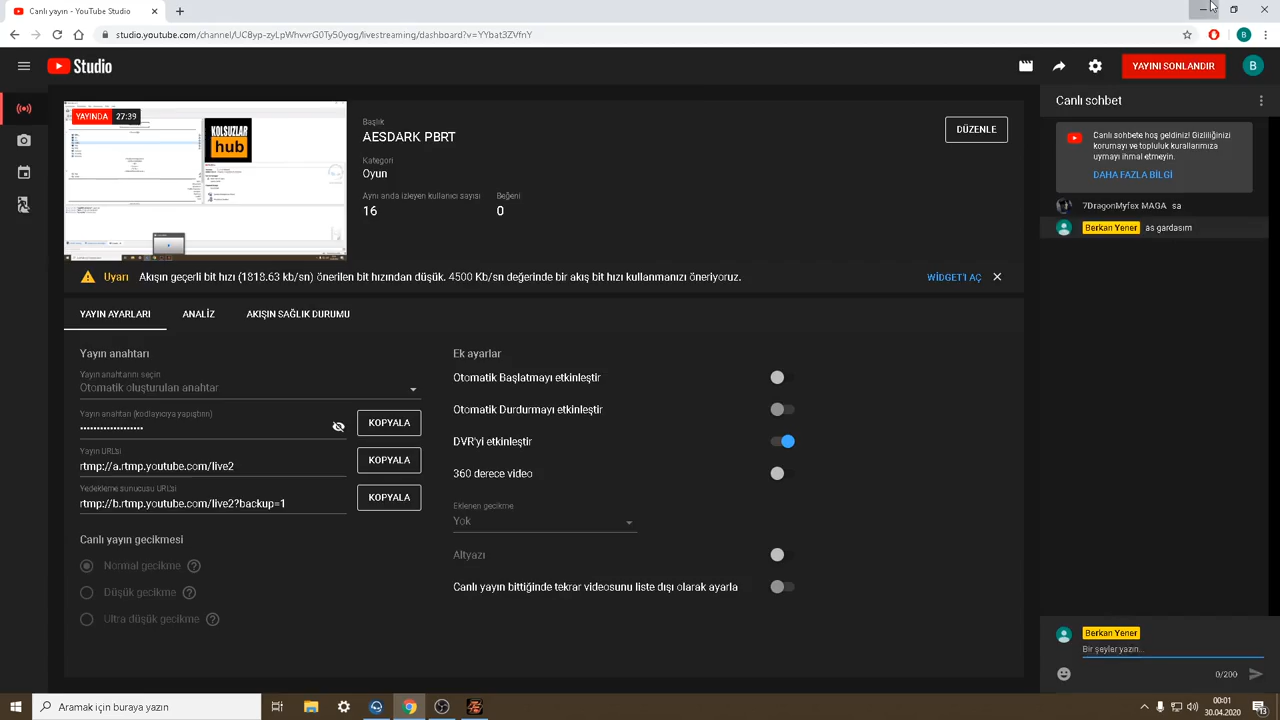 Canlı yayın - YouTube Studio
studio.youtube.com/channel/UC8yp-zyLpWhvvrG0Ty50yog/livestreaming/dashboard?v=YYbat3ZVfnY
B
Studio
YAYINI SONLANDIR
B
YAYINDA 27:39
KOLSUZLAR
hub
Başlık
AESDARK PBRT
DÜZENLE
Kategori
Oyun
Aynı anda izleyen kullanıcı sayısı
Beğeni
16
0
Uyarı Akışın geçerli bit hızı (1818.63 kb/sn) önerilen bit hızından düşük. 4500 Kb/sn değerinde bir akış bit hızı kullanmanızı öneriyoruz.
WİDGET'I AÇ
YAYIN AYARLARI
ANALİZ
AKIŞIN SAĞLIK DURUMU
Yayın anahtarı
Yayın anahtarını seçin
Otomatik oluşturulan anahtar
Yayın anahtarı (kodlayıcıya yapıştırın)
••••••••••••••••••••
KOPYALA
Yayın URL'si
rtmp://a.rtmp.youtube.com/live2
KOPYALA
Yedekleme sunucusu URL'si
rtmp://b.rtmp.youtube.com/live2?backup=1
KOPYALA
Canlı yayın gecikmesi
Normal gecikme
Düşük gecikme
Ultra düşük gecikme
Ek ayarlar
Otomatik Başlatmayı etkinleştir
Otomatik Durdurmayı etkinleştir
DVR'yi etkinleştir
360 derece video
Eklenen gecikme
Yok
Altyazı
Canlı yayın bittiğinde tekrar videosunu liste dışı olarak ayarla
Canlı sohbet
Canlı sohbete hoş geldiniz! Gizliliğinizi
korumayı ve topluluk kurallarımıza
uymayı ihmal etmeyin.
DAHA FAZLA BİLGİ
7DragonMyfex MAGA sa
Berkan Yener as gardasım
Berkan Yener
Bir şeyler yazın...
0/200
Aramak için buraya yazın
00:01
30.04.2020
13